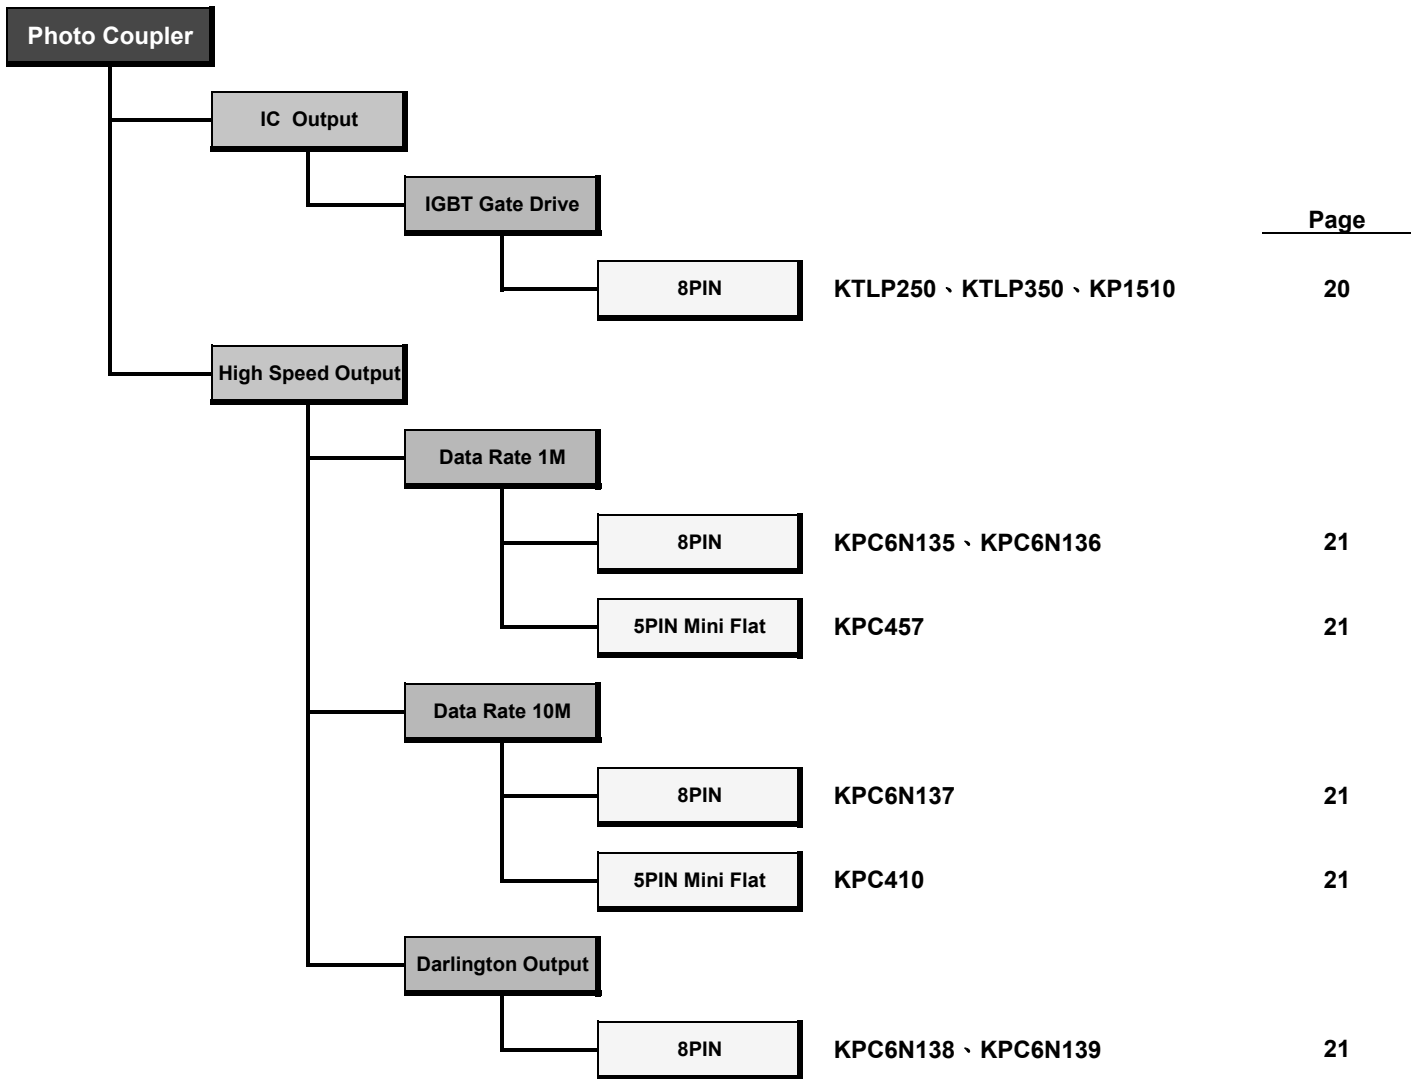 Photo Coupler
IC Output
IGBT Gate Drive
Page
8PIN KTLP250、KTLP350、KP1510 20
High Speed Output
Data Rate 1M
8PIN KPC6N135、KPC6N136 21
5PIN Mini Flat KPC457 21
Data Rate 10M
8PIN KPC6N137 21
5PIN Mini Flat KPC410 21
Darlington Output
8PIN KPC6N138、KPC6N139 21